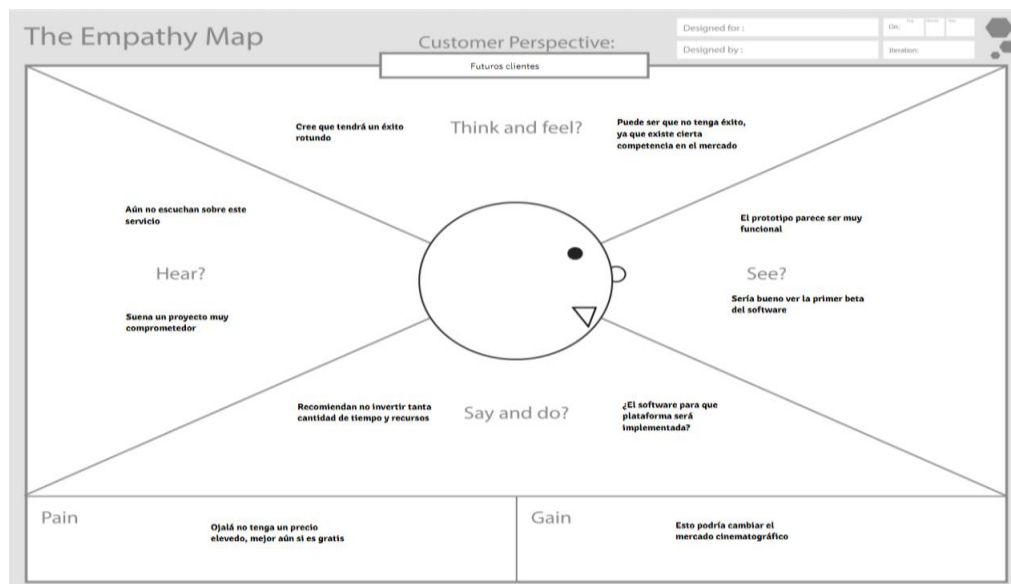 The Empathy Map
Customer Perspective:
Futuros clientes
Designed for :
Designed by :
On:
Iteration:
Cree que tendrá un éxito
rotundo
Think and feel?
Puede ser que no tenga éxito,
ya que existe cierta
competencia en el mercado
Aún no escuchan sobre este
servicio
Hear?
Suena un proyecto muy
comprometedor
El prototipo parece ser muy
funcional
See?
Sería bueno ver la primer beta
del software
Recomiendan no invertir tanta
cantidad de tiempo y recursos
Say and do?
¿El software para que
plataforma será
implementada?
Pain
Ojalá no tenga un precio
elevedo, mejor aún si es gratis
Gain
Esto podría cambiar el
mercado cinematográfico